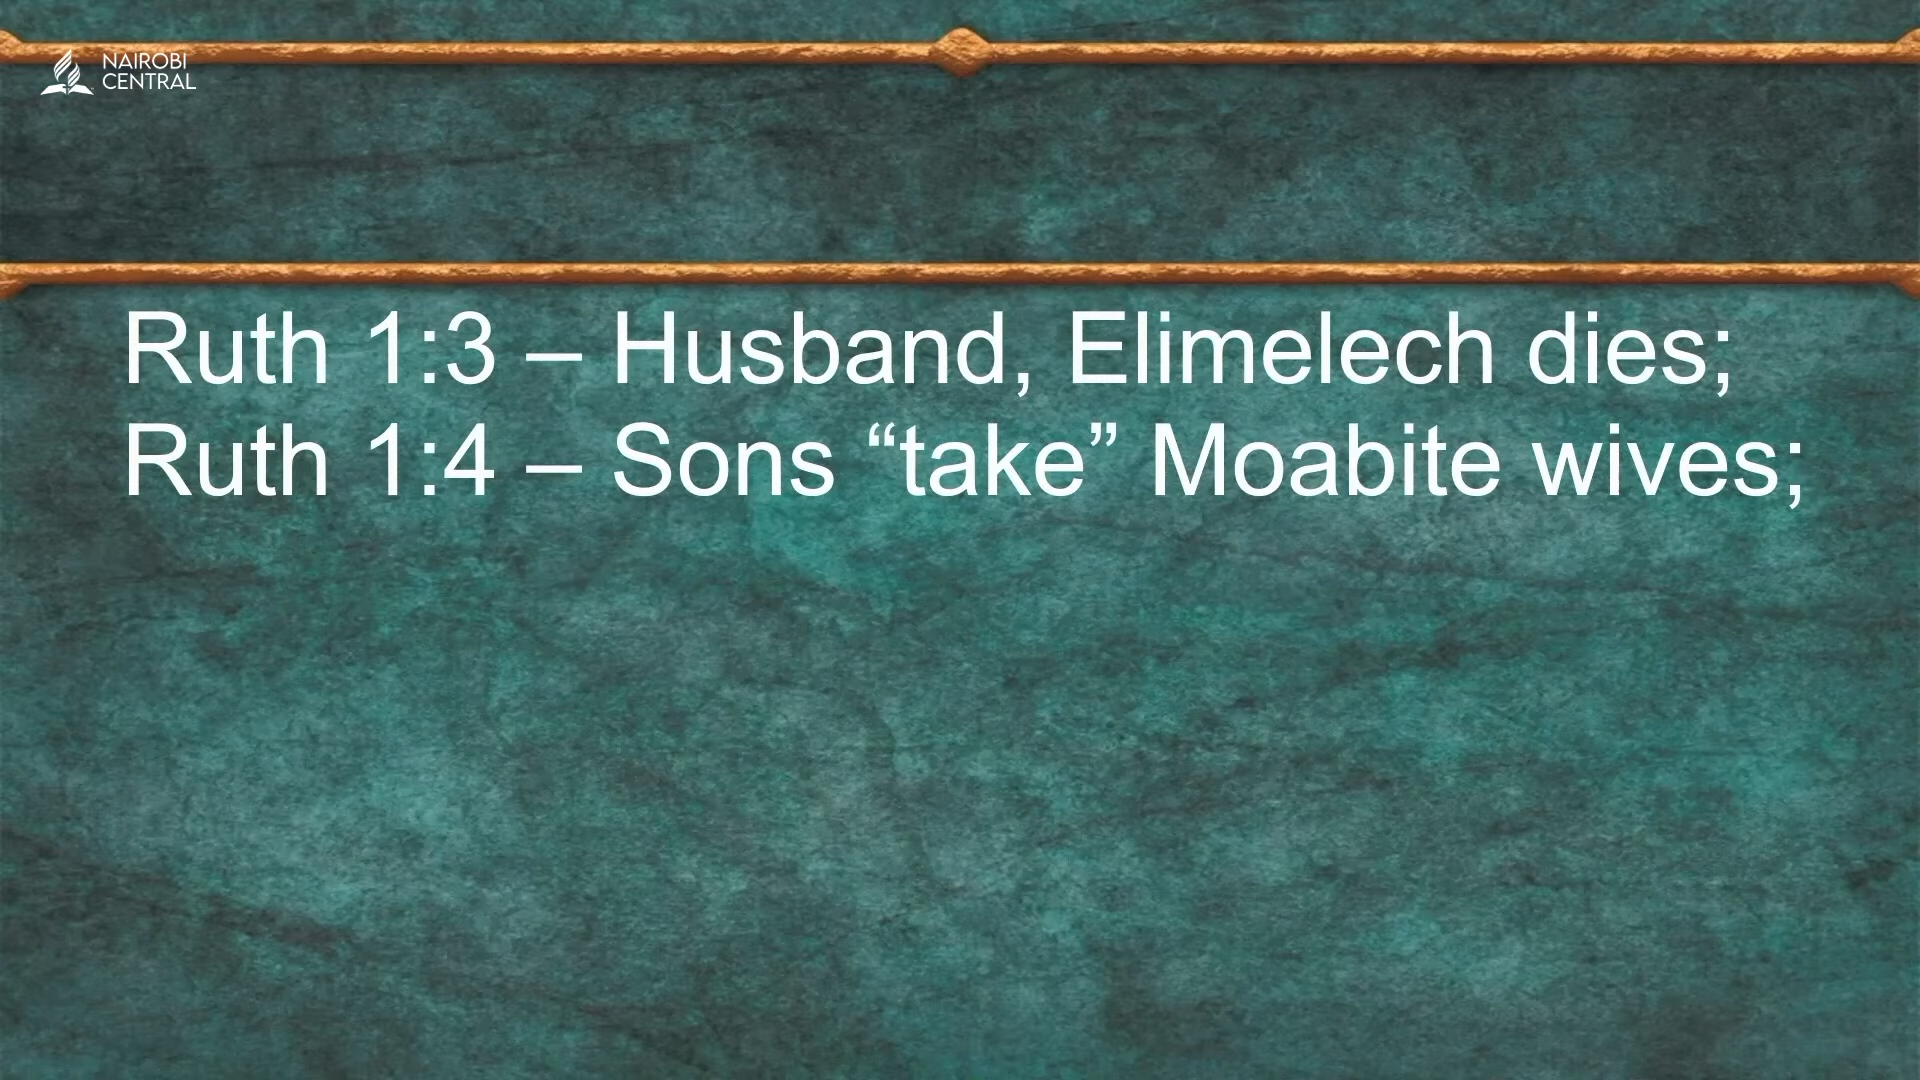 NAIROBI
CENTRAL
Ruth 1:3 – Husband, Elimelech dies;
Ruth 1:4 – Sons “take” Moabite wives;